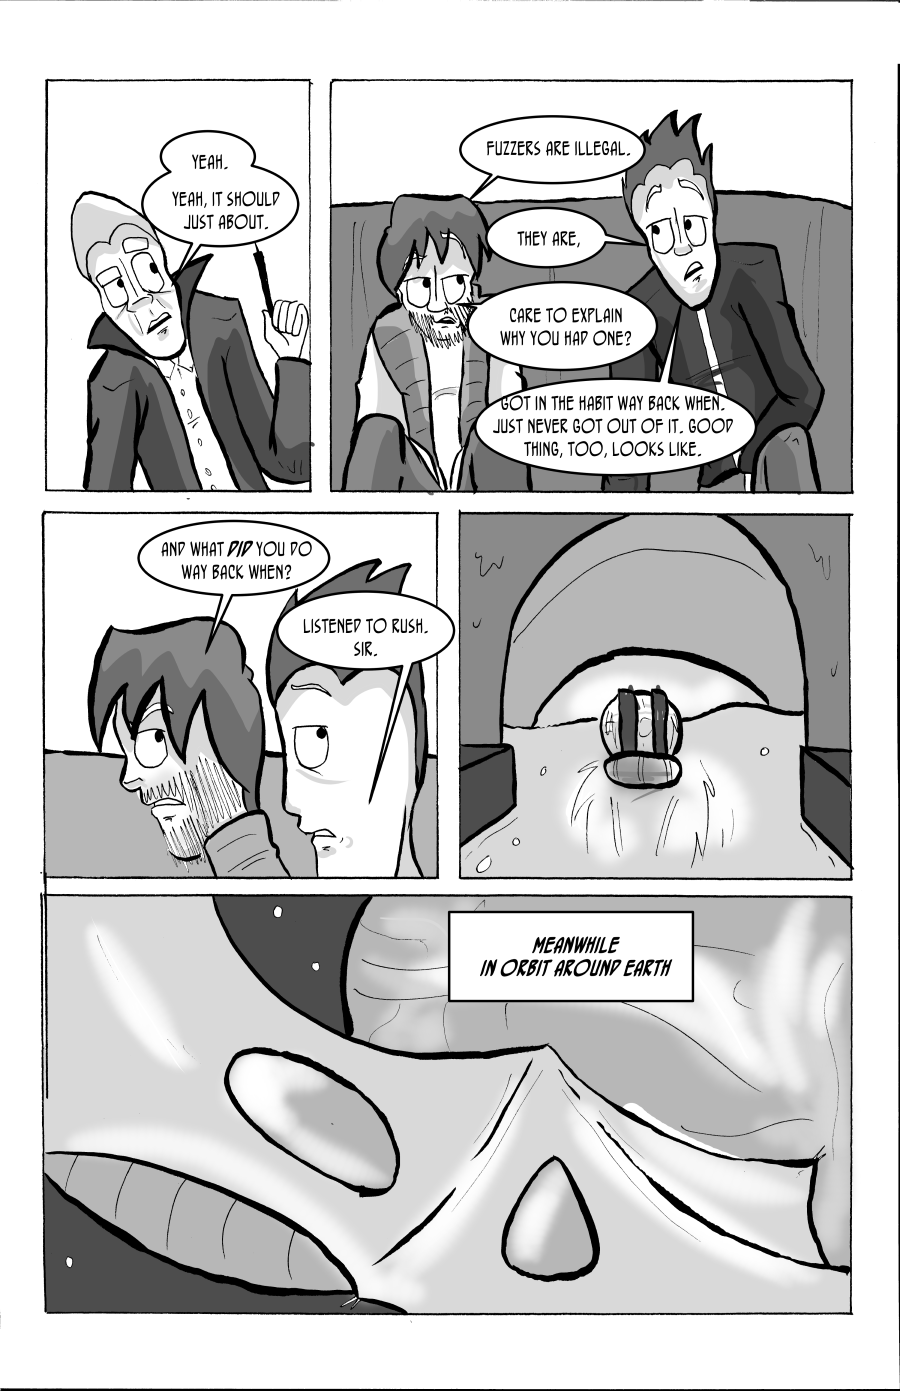 YEAH.
YEAH, IT SHOULD
JUST ABOUT.
FUZZERS ARE ILLEGAL.
THEY ARE,
CARE TO EXPLAIN
WHY YOU HAD ONE?
GOT IN THE HABIT WAY BACK WHEN.
JUST NEVER GOT OUT OF IT. GOOD
THING, TOO, LOOKS LIKE.
AND WHAT DID YOU DO
WAY BACK WHEN?
LISTENED TO RUSH.
SIR.
MEANWHILE
IN ORBIT AROUND EARTH